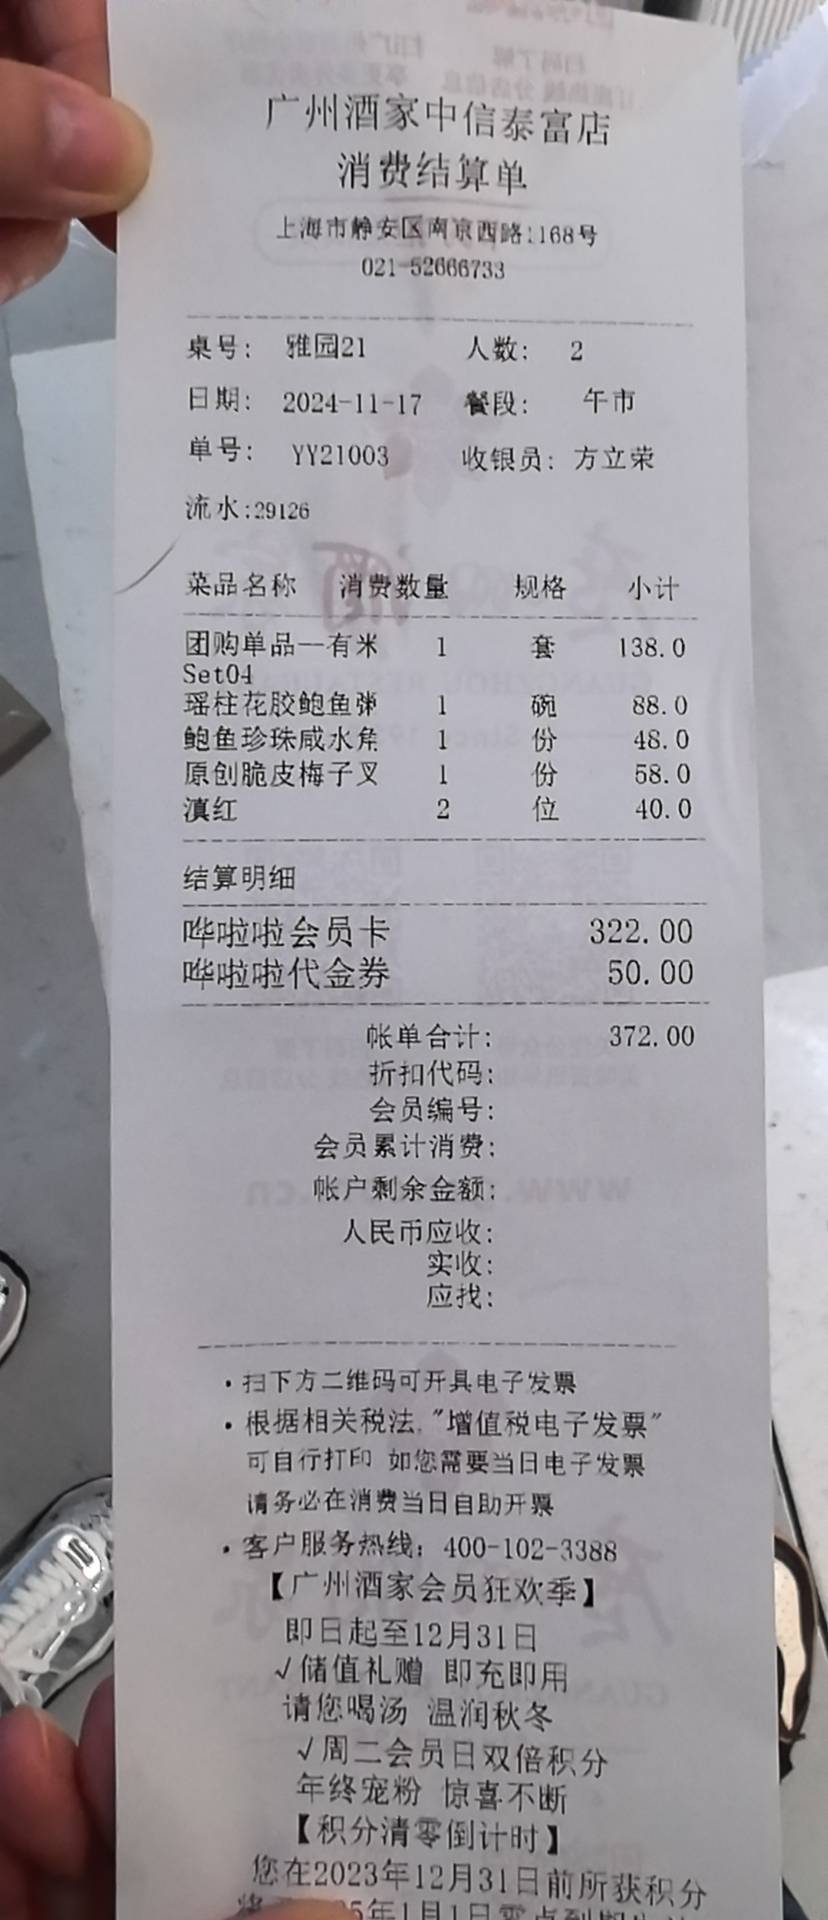 广州酒家中信泰富店
消费结算单
上海市静安区南京西路1168号
021-52666733
桌号: 雅园21 人数: 2
日期: 2024-11-17 餐段: 午市
单号: YY21003 收银员: 方立荣
流水:29126
菜品名称 消费数量 规格 小计
团购单品--有米 1 套 138.0
Set04
瑶柱花胶鲍鱼粥 1 碗 88.0
鲍鱼珍珠咸水角 1 份 48.0
原创脆皮梅子叉 1 份 58.0
滇红 2 位 40.0
结算明细
哗啦啦会员卡 322.00
哗啦啦代金券 50.00
帐单合计: 372.00
折扣代码:
会员编号:
会员累计消费:
帐户剩余金额:
人民币应收:
实收:
应找:
·扫下方二维码可开具电子发票
·根据相关税法,"增值税电子发票"
可自行打印 如您需要当日电子发票
请务必在消费当日自助开票
·客户服务热线: 400-102-3388
【广州酒家会员狂欢季】
即日起至12月31日
√储值礼赠 即充即用
请您喝汤 温润秋冬
√周二会员日双倍积分
年终宠粉 惊喜不断
【积分清零倒计时】
您在2023年12月31日前所获积分
5年1月1日零点到期